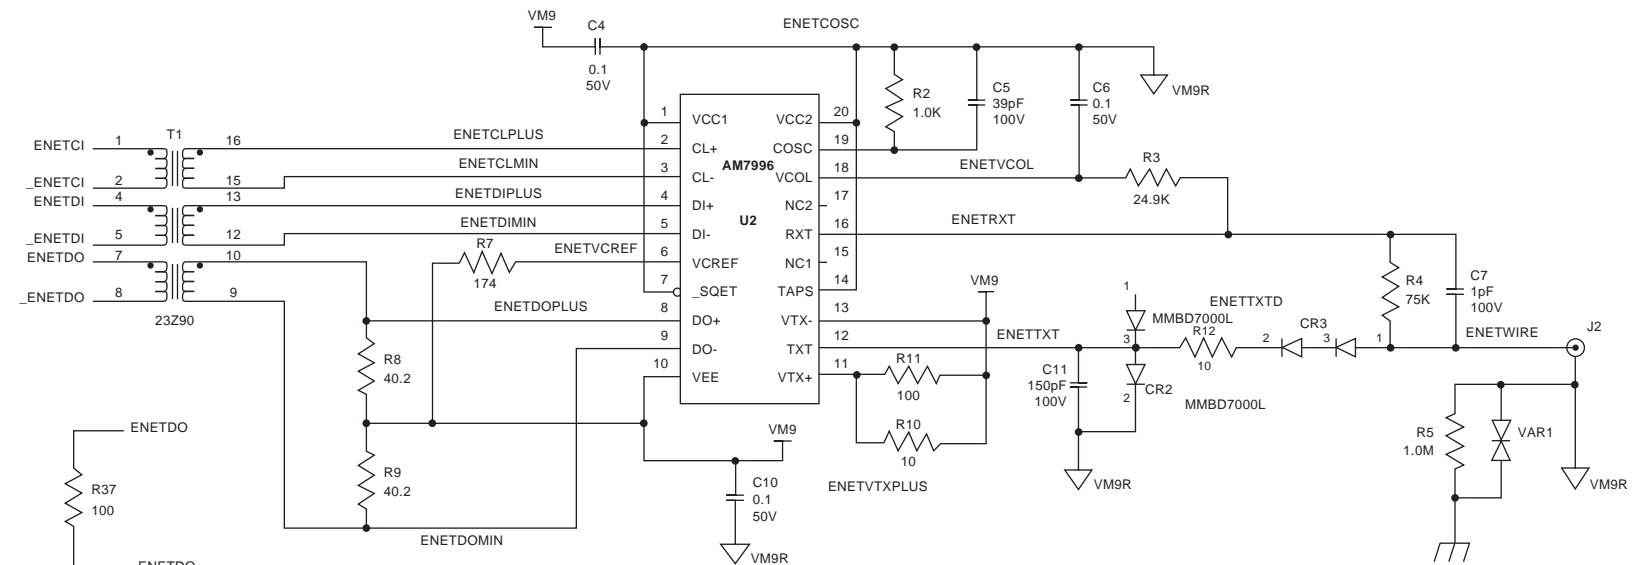 VM9
C4
0.1
50V
ENETCOSC
VM9R
R2
1.0K
C5
39pF
100V
C6
0.1
50V
T1
ENETCI 1 16 ENETCLPLUS
_ENETCI 2 15 ENETCLMIN
ENETDI 4 13 ENETDIPLUS
_ENETDI 5 12 ENETDIMIN
ENETDO 7 10
_ENETDO 8 9
23Z90
R7
174
ENETVCREF
ENETDOPLUS
AM7996
U2
1 VCC1
2 CL+
3 CL-
4 DI+
5 DI-
6 VCREF
7 _SQET
8 DO+
9 DO-
10 VEE
VCC2 20
COSC 19
VCOL 18
NC2 17
RXT 16
NC1 15
TAPS 14
VTX- 13
TXT 12
VTX+ 11
ENETVCOL
R3
24.9K
ENETRXT
R4
75K
C7
1pF
100V
VM9
ENETTXT
1
MMBD7000L
3
2
CR2
MMBD7000L
ENETTXTD
R12
10
2
CR3
3
1
ENETWIRE
J2
R11
100
R10
10
ENETVTXPLUS
C11
150pF
100V
VM9R
R5
1.0M
VAR1
VM9R
R8
40.2
R9
40.2
VM9
C10
0.1
50V
VM9R
ENETDOMIN
ENETDO
R37
100
ENETDO